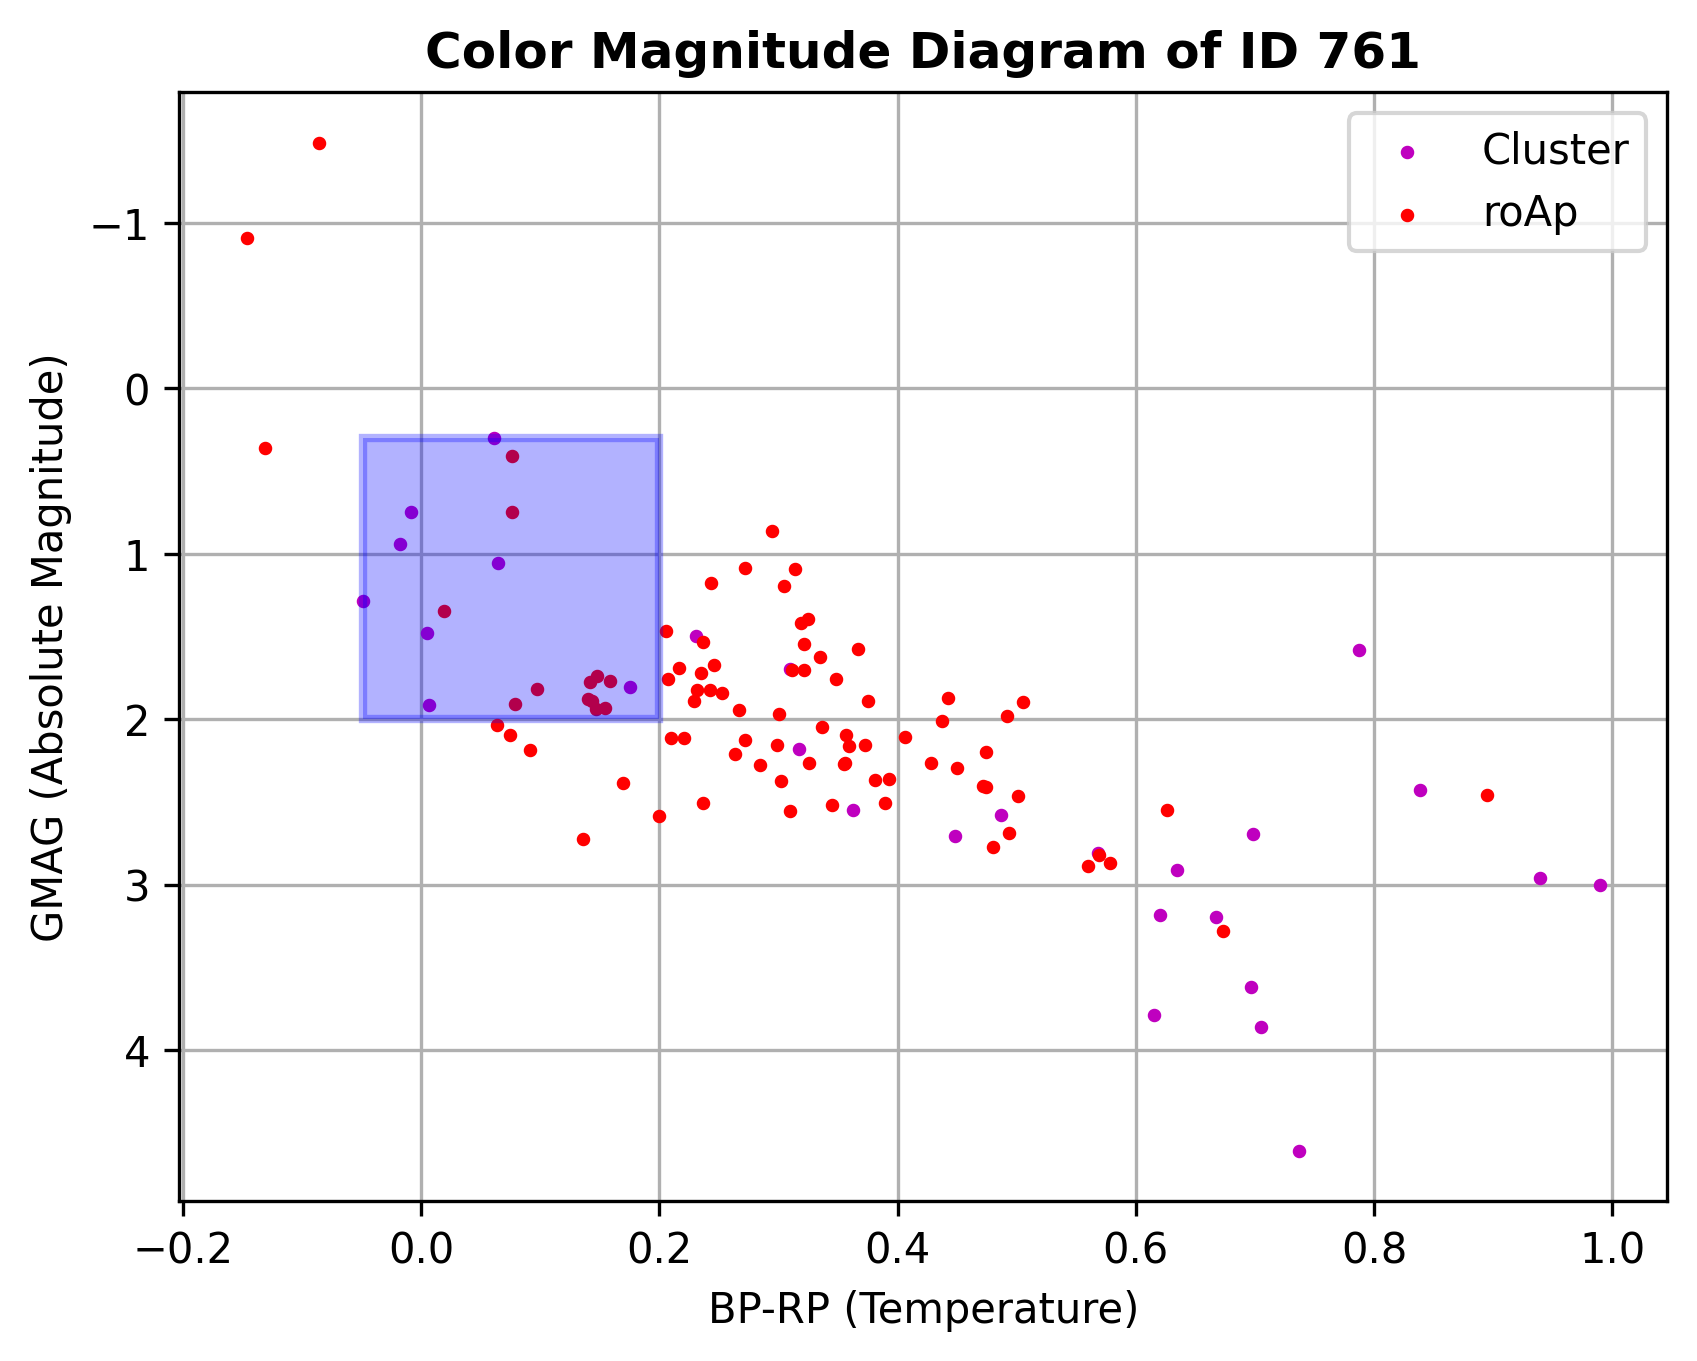 Color Magnitude Diagram of ID 761
Cluster
roAp
−1
0
1
2
3
4
GMAG (Absolute Magnitude)
−0.2 0.0 0.2 0.4 0.6 0.8 1.0
BP-RP (Temperature)